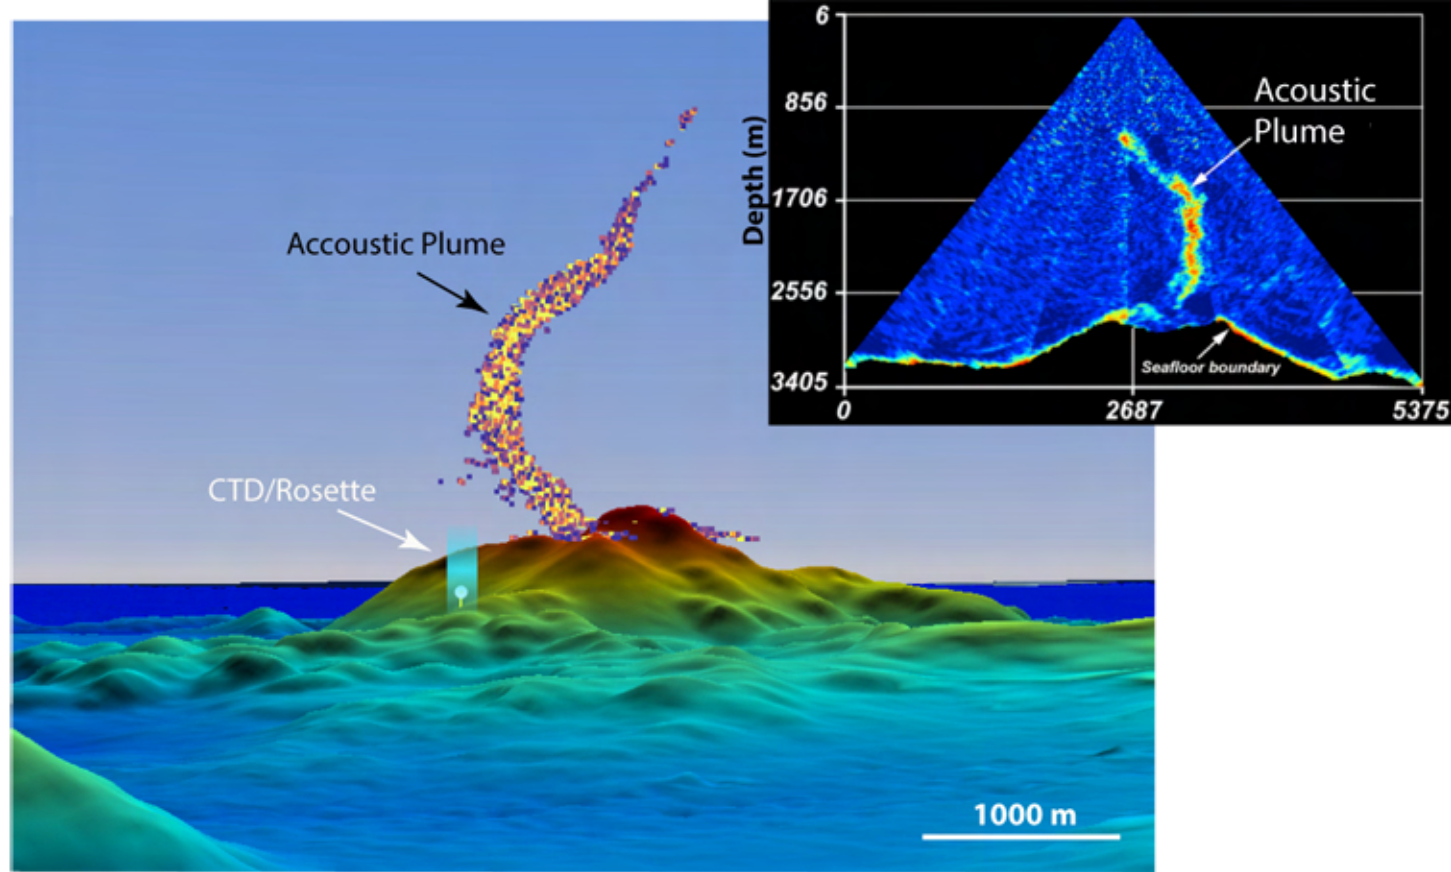 Accoustic Plume
CTD/Rosette
1000 m
Depth (m)
6
856
1706
2556
3405
0
2687
5375
Acoustic
Plume
Seafloor boundary